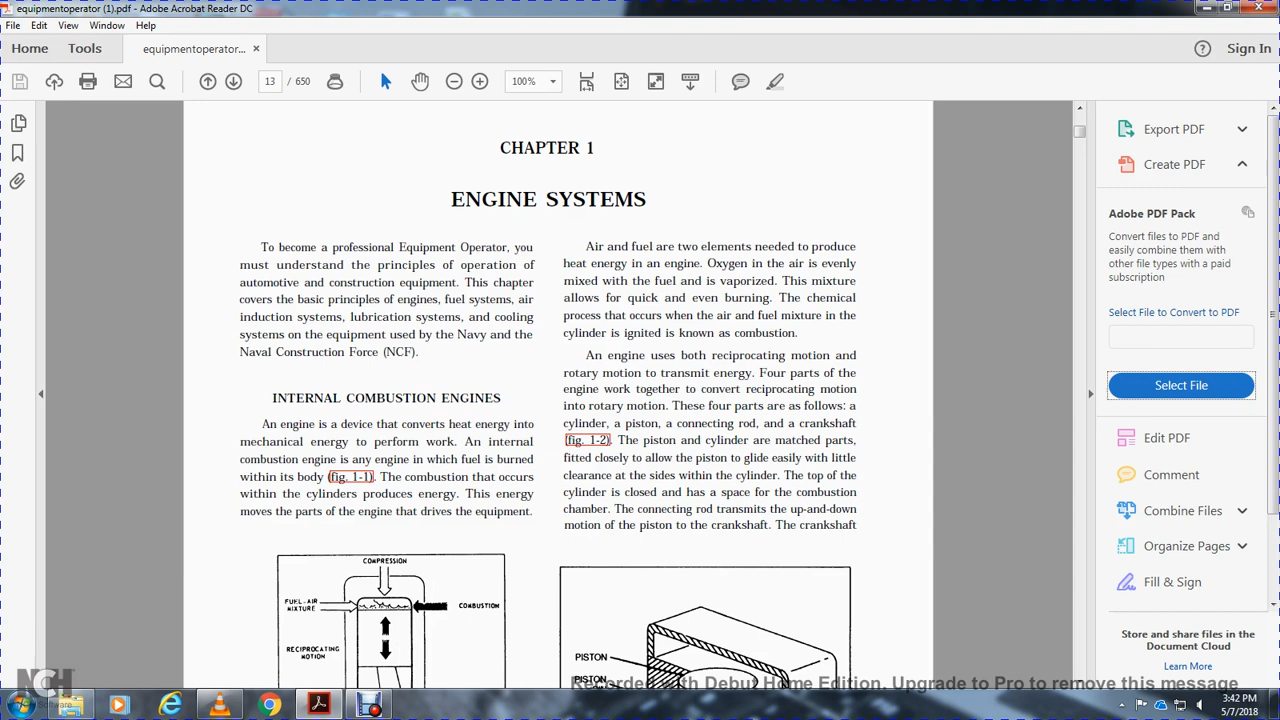 equipmentoperator (1).pdf - Adobe Acrobat Reader DC
File Edit View Window Help
Home Tools equipmentoperator... × Sign In
13 / 650 100%
CHAPTER 1
ENGINE SYSTEMS
To become a professional Equipment Operator, you
must understand the principles of operation of
automotive and construction equipment. This chapter
covers the basic principles of engines, fuel systems, air
induction systems, lubrication systems, and cooling
systems on the equipment used by the Navy and the
Naval Construction Force (NCF).
INTERNAL COMBUSTION ENGINES
An engine is a device that converts heat energy into
mechanical energy to perform work. An internal
combustion engine is any engine in which fuel is burned
within its body (fig. 1-1). The combustion that occurs
within the cylinders produces energy. This energy
moves the parts of the engine that drives the equipment.
COMPRESSION
FUEL-AIR
MIXTURE
COMBUSTION
RECIPROCATING
MOTION
Air and fuel are two elements needed to produce
heat energy in an engine. Oxygen in the air is evenly
mixed with the fuel and is vaporized. This mixture
allows for quick and even burning. The chemical
process that occurs when the air and fuel mixture in the
cylinder is ignited is known as combustion.
An engine uses both reciprocating motion and
rotary motion to transmit energy. Four parts of the
engine work together to convert reciprocating motion
into rotary motion. These four parts are as follows: a
cylinder, a piston, a connecting rod, and a crankshaft
(fig. 1-2). The piston and cylinder are matched parts,
fitted closely to allow the piston to glide easily with little
clearance at the sides within the cylinder. The top of the
cylinder is closed and has a space for the combustion
chamber. The connecting rod transmits the up-and-down
motion of the piston to the crankshaft. The crankshaft
PISTON
PISTON
Export PDF
Create PDF
Adobe PDF Pack
Convert files to PDF and
easily combine them with
other file types with a paid
subscription
Select File to Convert to PDF
Select File
Edit PDF
Comment
Combine Files
Organize Pages
Fill & Sign
Store and share files in the
Document Cloud
Learn More
NCH
Software
Recorded with Debut Home Edition. Upgrade to Pro to remove this message
3:42 PM
5/7/2018